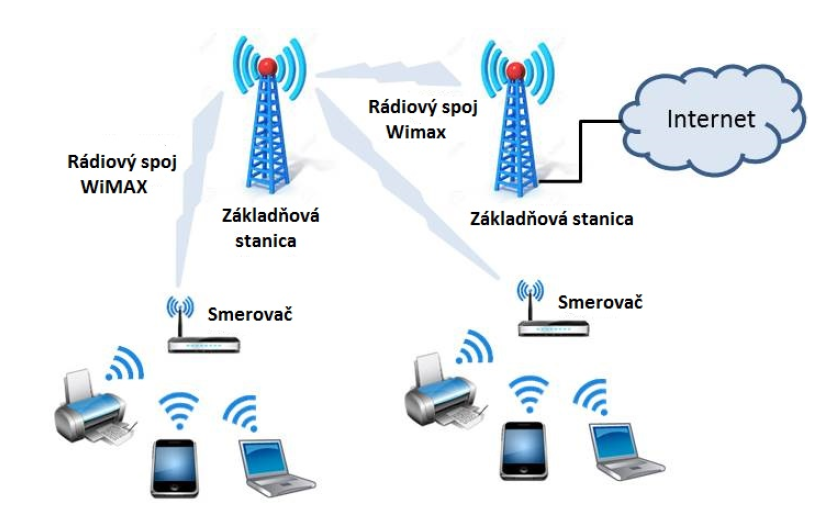 Rádiový spoj
Wimax
Internet
Rádiový spoj
WiMAX
Základňová
stanica
Základňová stanica
Smerovač
Smerovač